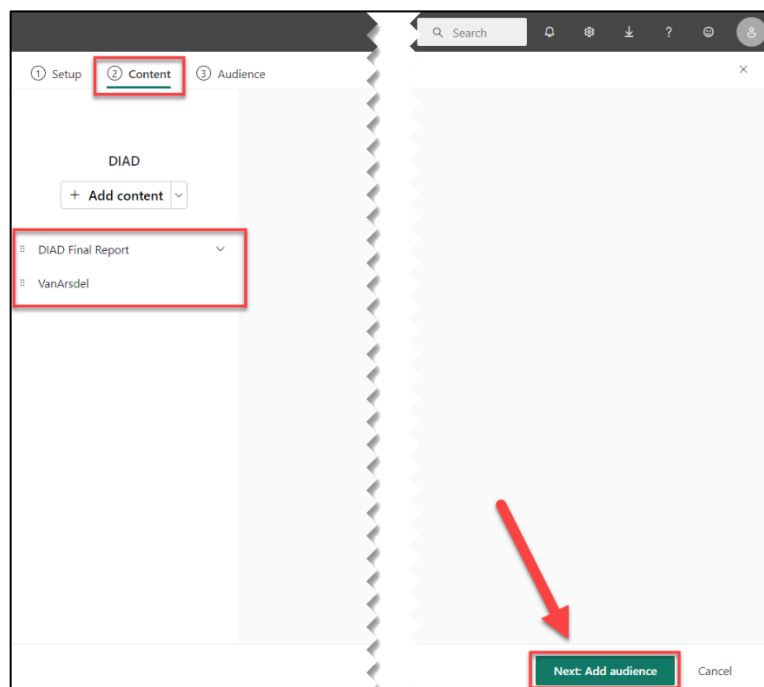 Search ?
1 Setup 2 Content 3 Audience
DIAD
+ Add content
DIAD Final Report
VanArsdel
Next: Add audience Cancel